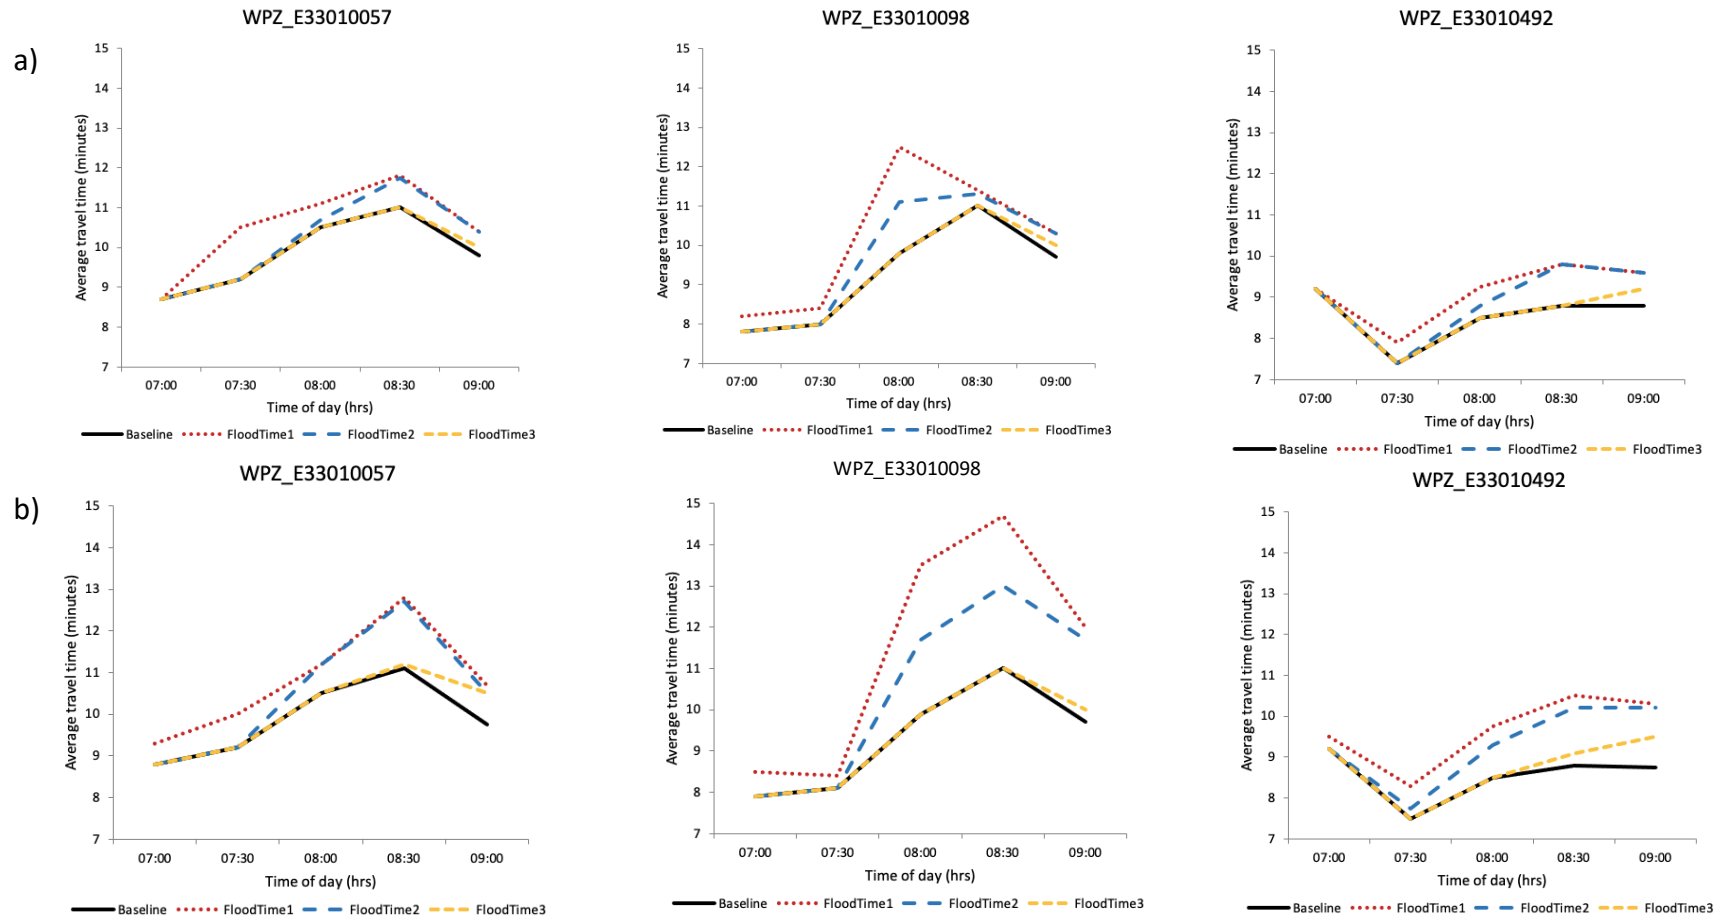 WPZ_E33010057
WPZ_E33010098
WPZ_E33010492
a)
Average travel time (minutes)
15
14
13
12
11
10
9
8
7
07:00 07:30 08:00 08:30 09:00
Time of day (hrs)
Baseline FloodTime1 FloodTime2 FloodTime3
Average travel time (minutes)
15
14
13
12
11
10
9
8
7
07:00 07:30 08:00 08:30 09:00
Time of day (hrs)
Baseline FloodTime1 FloodTime2 FloodTime3
Average travel time (minutes)
15
14
13
12
11
10
9
8
7
07:00 07:30 08:00 08:30 09:00
Time of day (hrs)
Baseline FloodTime1 FloodTime2 FloodTime3
WPZ_E33010057
WPZ_E33010098
WPZ_E33010492
b)
Average travel time (minutes)
15
14
13
12
11
10
9
8
7
07:00 07:30 08:00 08:30 09:00
Time of day (hrs)
Baseline FloodTime1 FloodTime2 FloodTime3
Average travel time (minutes)
15
14
13
12
11
10
9
8
7
07:00 07:30 08:00 08:30 09:00
Time of day (hrs)
Baseline FloodTime1 FloodTime2 FloodTime3
Average travel time (minutes)
15
14
13
12
11
10
9
8
7
07:00 07:30 08:00 08:30 09:00
Time of day (hrs)
Baseline FloodTime1 FloodTime2 FloodTime3